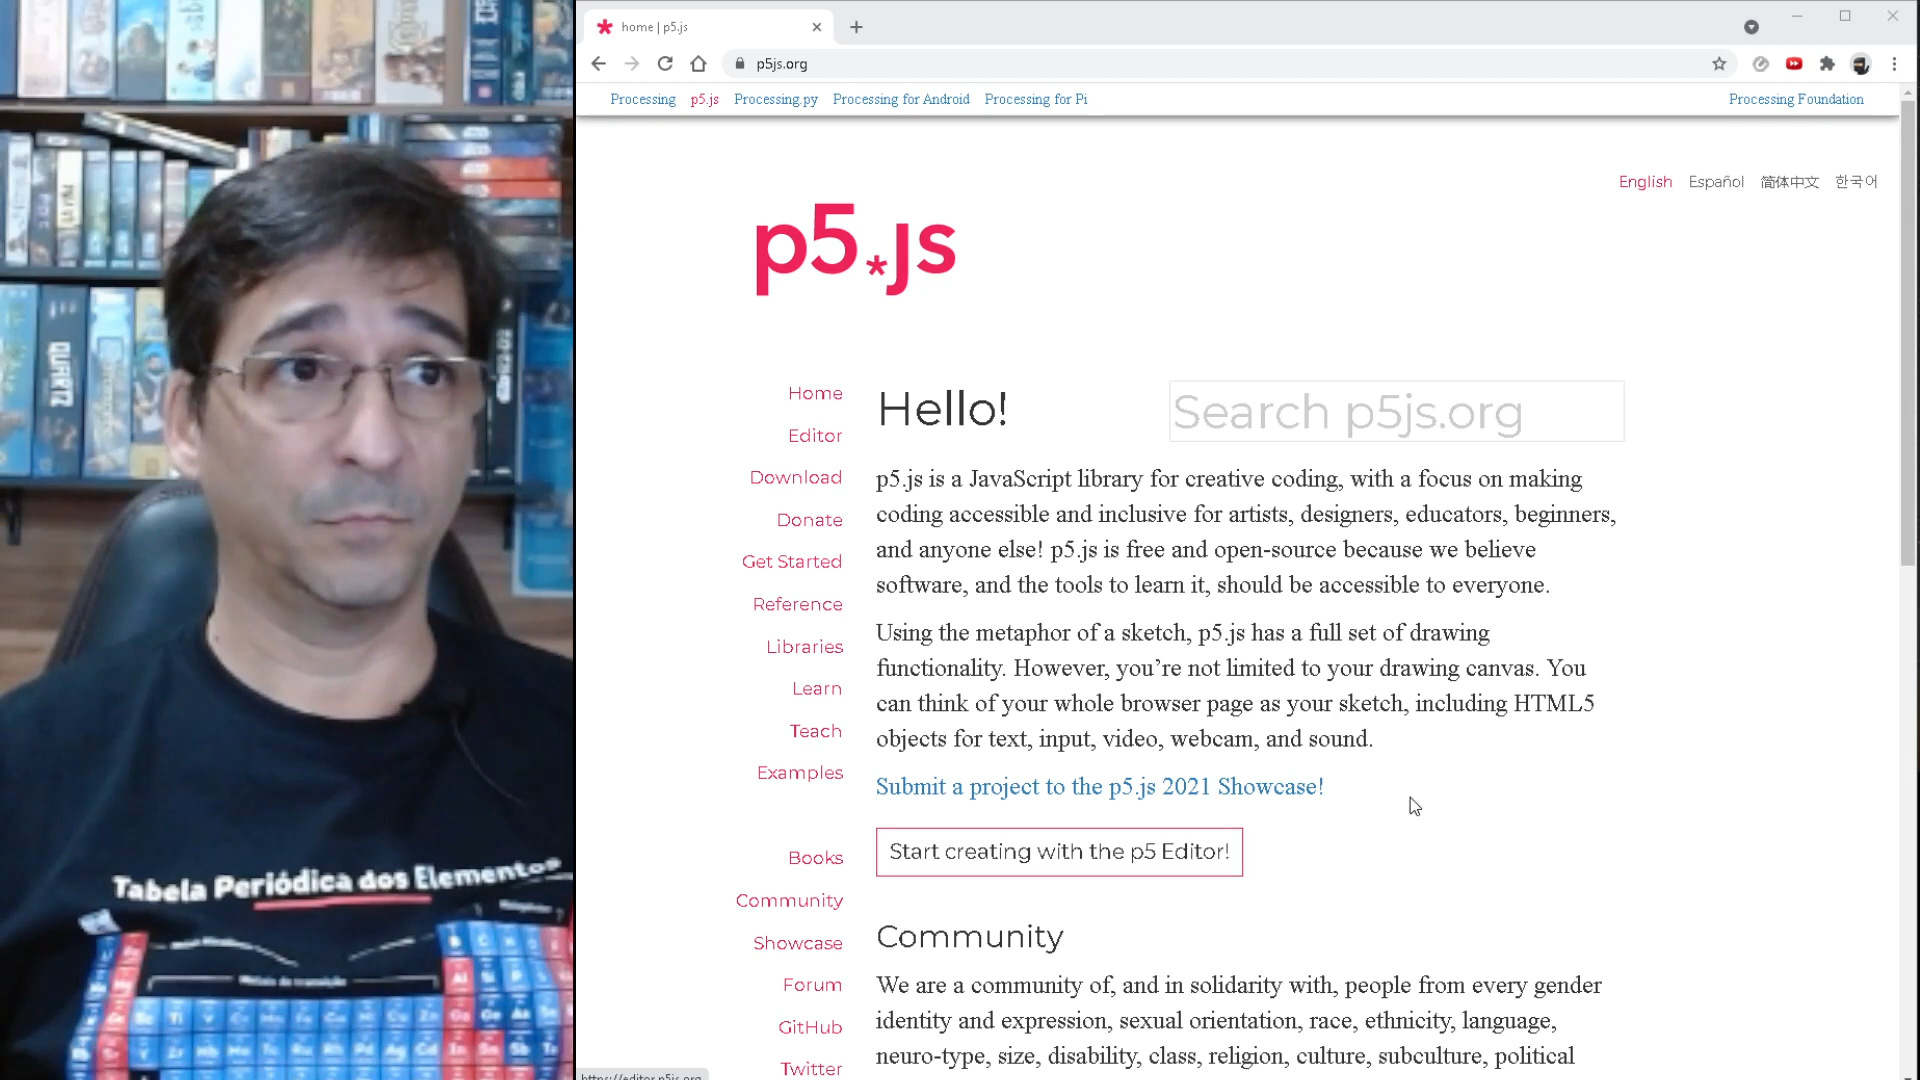 home | p5.js
p5js.org
Processing p5.js Processing.py Processing for Android Processing for Pi Processing Foundation
English Español 简体中文 한국어
p5*js
Home
Editor
Download
Donate
Get Started
Reference
Libraries
Learn
Teach
Examples
Books
Community
Showcase
Forum
GitHub
Twitter
Hello!
Search p5js.org
p5.js is a JavaScript library for creative coding, with a focus on making
coding accessible and inclusive for artists, designers, educators, beginners,
and anyone else! p5.js is free and open-source because we believe
software, and the tools to learn it, should be accessible to everyone.
Using the metaphor of a sketch, p5.js has a full set of drawing
functionality. However, you’re not limited to your drawing canvas. You
can think of your whole browser page as your sketch, including HTML5
objects for text, input, video, webcam, and sound.
Submit a project to the p5.js 2021 Showcase!
Start creating with the p5 Editor!
Community
We are a community of, and in solidarity with, people from every gender
identity and expression, sexual orientation, race, ethnicity, language,
neuro-type, size, disability, class, religion, culture, subculture, political
https://editor.p5js.org
QUARTZ
Tabela Periódica dos Elementos